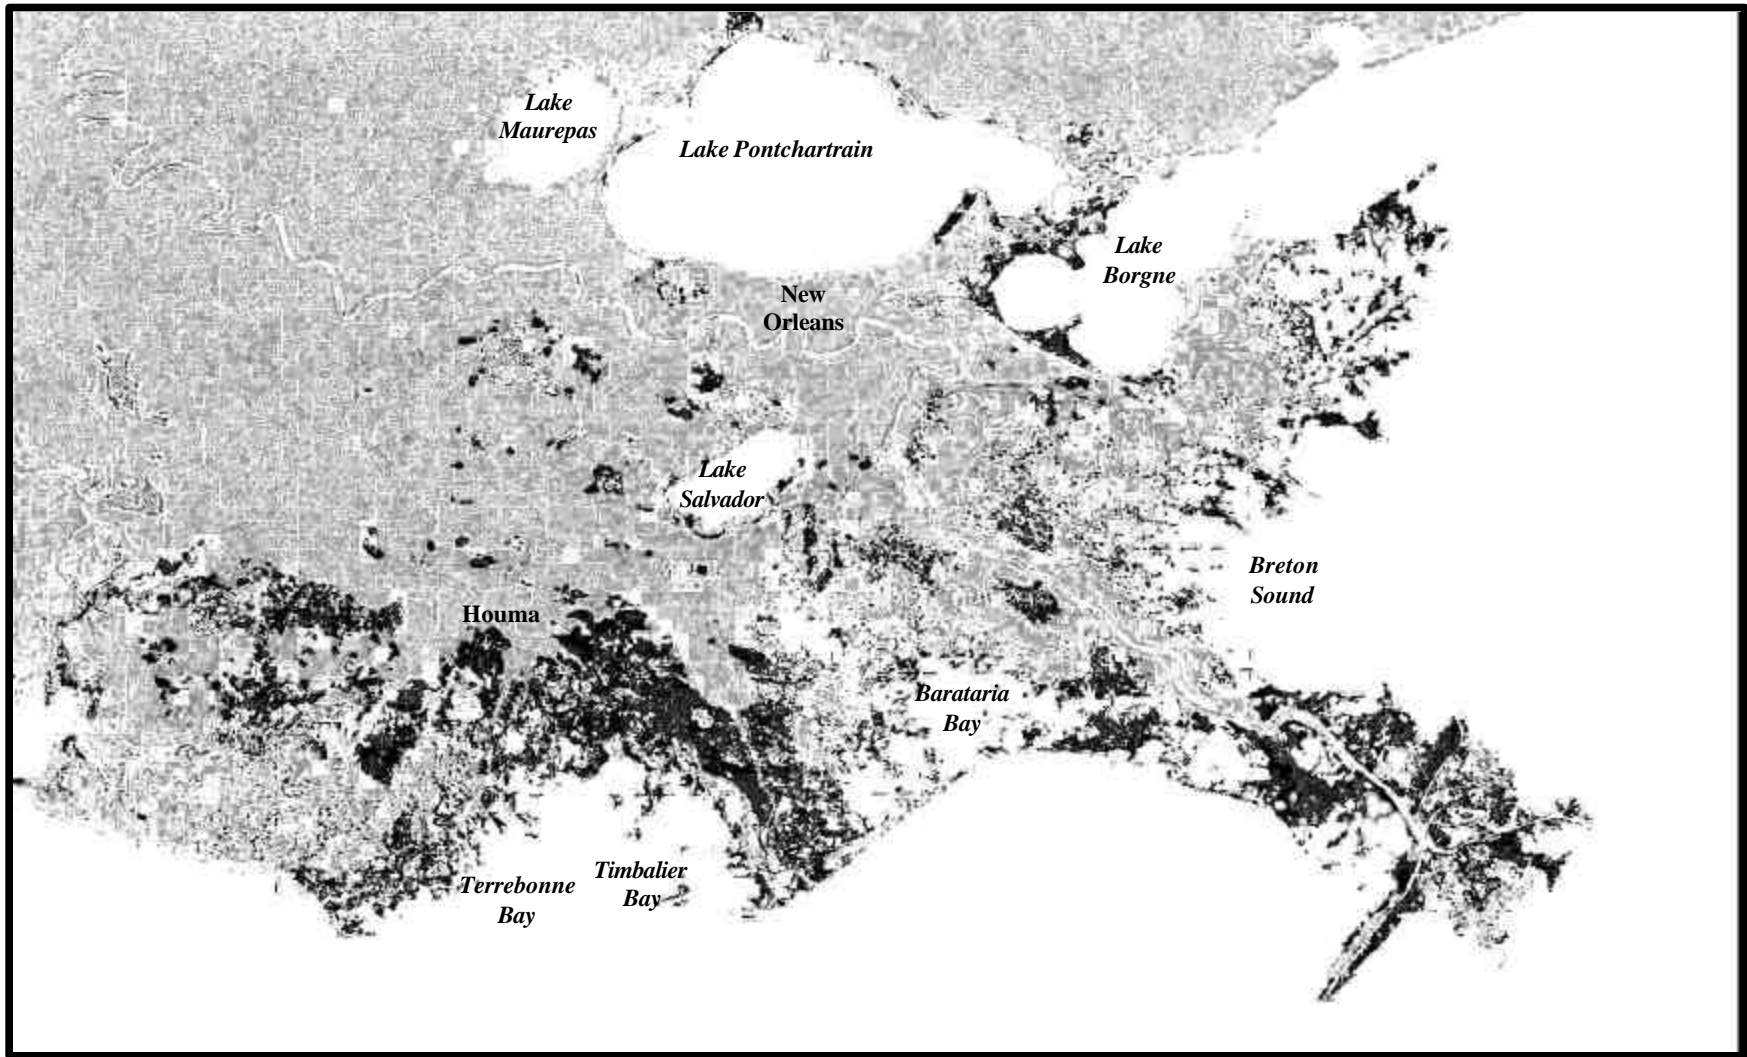 Lake
Maurepas
Lake Pontchartrain
Lake
Borgne
New
Orleans
Lake
Salvador
Breton
Sound
Houma
Barataria
Bay
Terrebonne
Bay
Timbalier
Bay